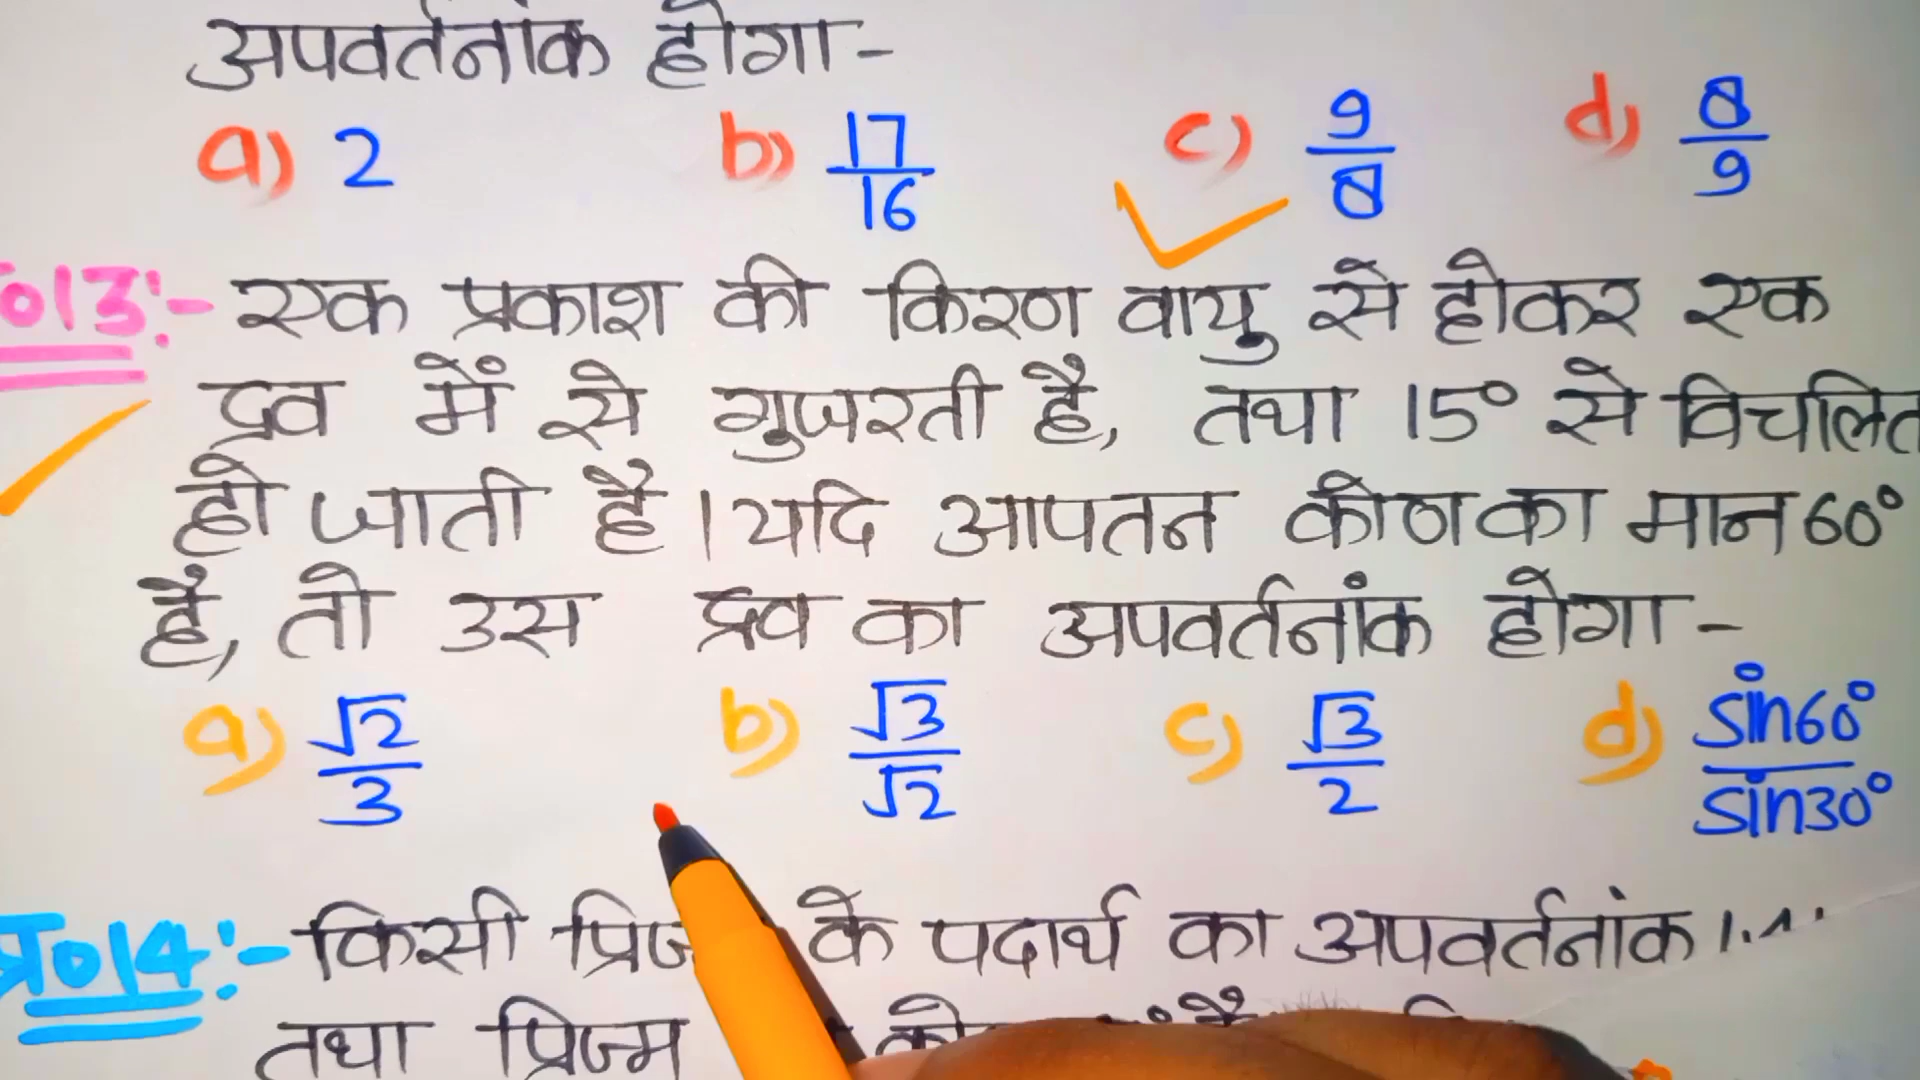 अपवर्तनांक होगा-
a) 2 b) 17/16 c) 9/8 d) 8/9
०13:- एक प्रकाश की किरण वायु से होकर एक
द्रव में से गुजरती है, तथा 15° से विचलित
हो जाती है। यदि आपतन कोण का मान 60°
है, तो उस द्रव का अपवर्तनांक होगा-
a) √2/3 b) √3/√2 c) √3/2 d) sin60°/sin30°
प्र०14:- किसी के पदार्थ का अपवर्तनांक
तथा प्रिज्म